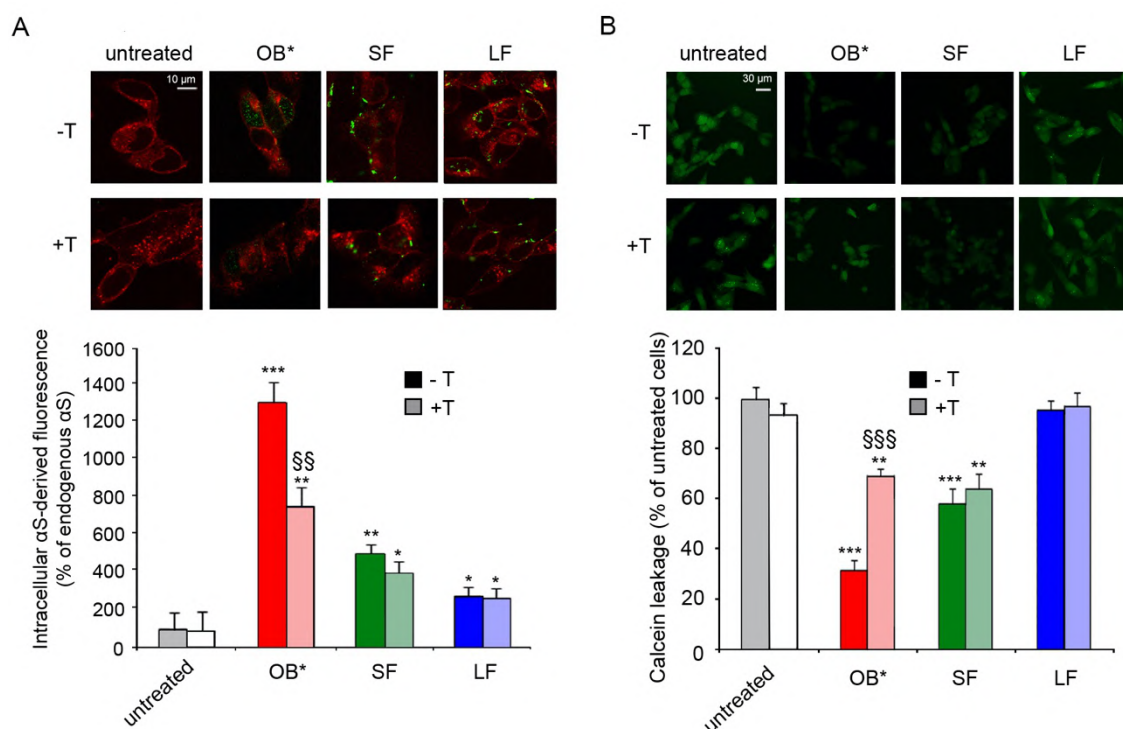 A
untreated OB* SF LF
10 µm
-T
+T
Intracellular αS-derived fluorescence
(% of endogenous αS)
1600
1400
1200
1000
800
600
400
200
0
***
§§
**
**
*
*
*
- T
+T
untreated
OB*
SF
LF
B
untreated OB* SF LF
30 µm
-T
+T
Calcein leakage (% of untreated cells)
120
100
80
60
40
20
0
***
§§§
**
***
**
- T
+T
untreated
OB*
SF
LF